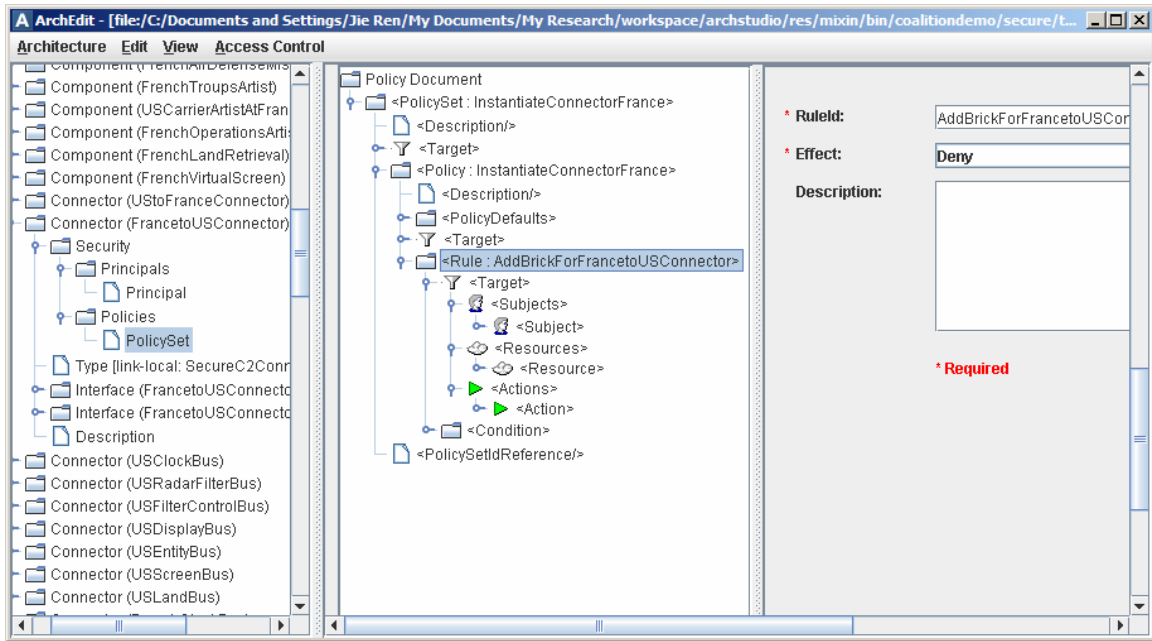 ArchEdit - [file:/C:/Documents and Settings/Jie Ren/My Documents/My Research/workspace/archstudio/res/mixin/bin/coalitiondemo/secure/t...
Architecture Edit View Access Control
Component (FrenchAirDefenseMis
Component (FrenchTroupsArtist)
Component (USCarrierArtistAtFran
Component (FrenchOperationsArti
Component (FrenchLandRetrieval)
Component (FrenchVirtualScreen)
Connector (UStoFranceConnector)
Connector (FrancetoUSConnector)
Security
Principals
Principal
Policies
PolicySet
Type [link-local: SecureC2Conn
Interface (FrancetoUSConnecto
Interface (FrancetoUSConnecto
Description
Connector (USClockBus)
Connector (USRadarFilterBus)
Connector (USFilterControlBus)
Connector (USDisplayBus)
Connector (USEntityBus)
Connector (USScreenBus)
Connector (USLandBus)
Policy Document
<PolicySet : InstantiateConnectorFrance>
<Description/>
<Target>
<Policy : InstantiateConnectorFrance>
<Description/>
<PolicyDefaults>
<Target>
<Rule : AddBrickForFrancetoUSConnector>
<Target>
<Subjects>
<Subject>
<Resources>
<Resource>
<Actions>
<Action>
<Condition>
<PolicySetIdReference/>
* RuleId: AddBrickForFrancetoUSCor
* Effect: Deny
Description:
* Required